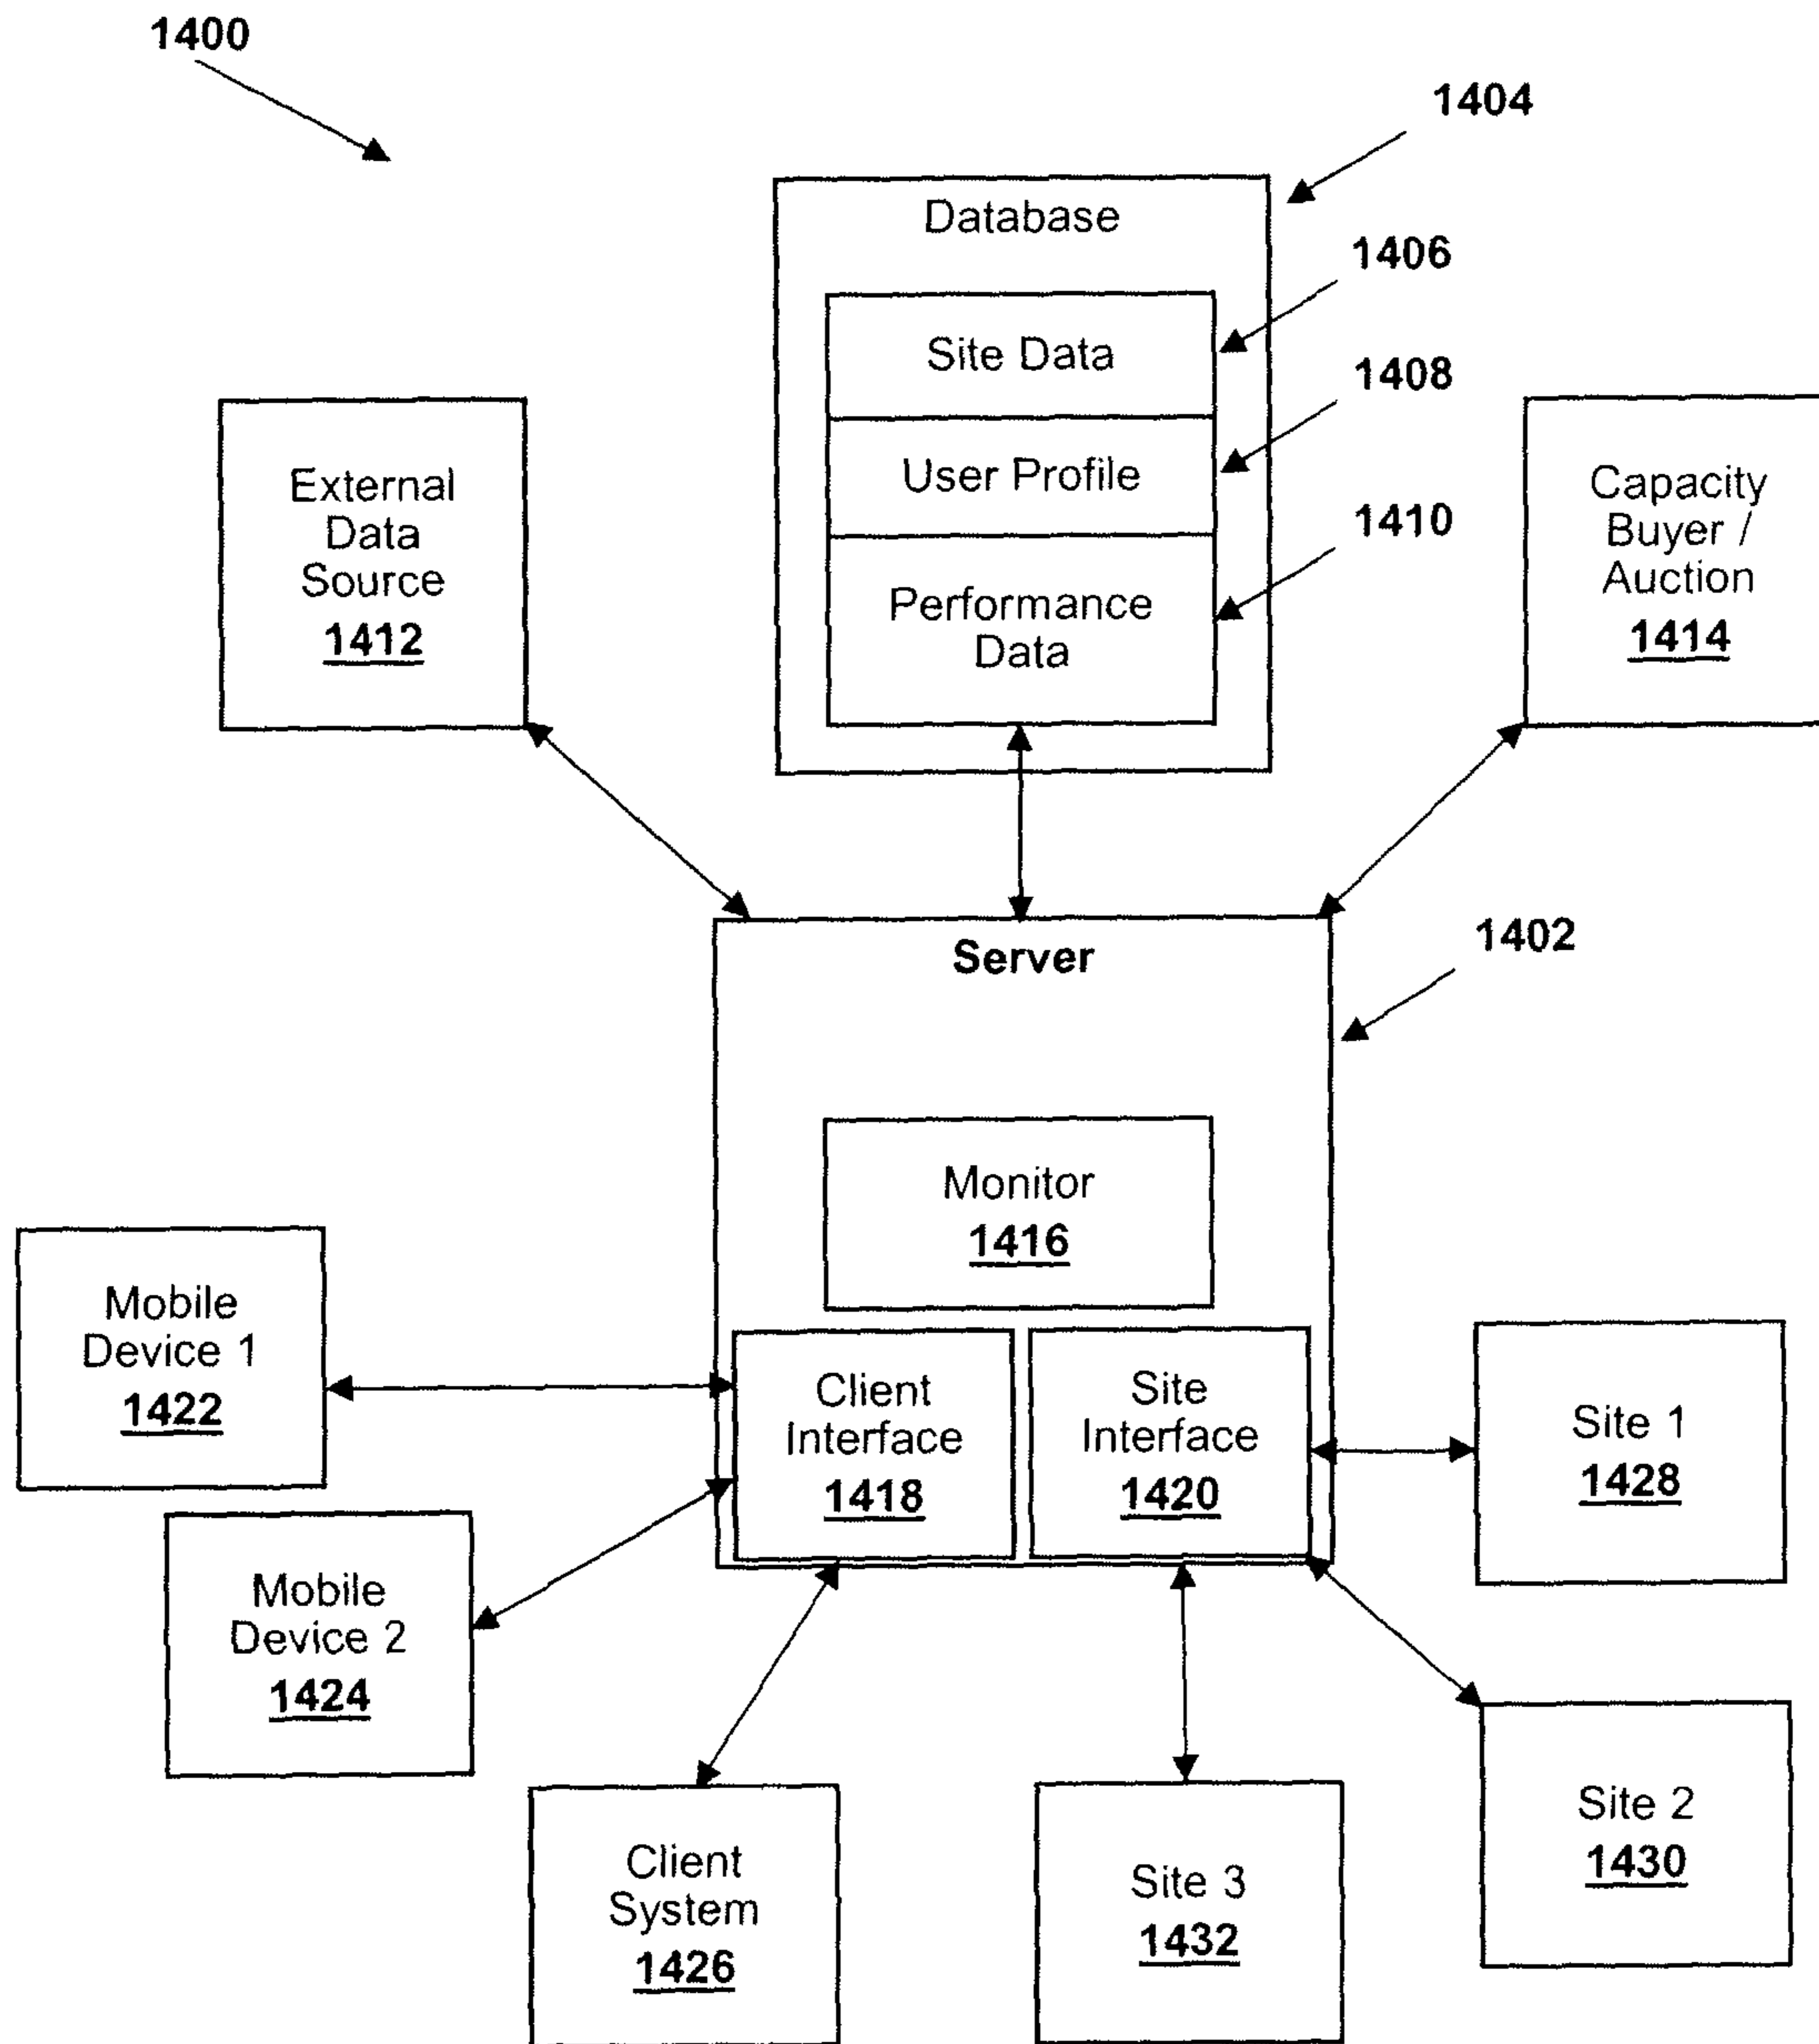 1400
1404
Database
1406
Site Data
1408
User Profile
1410
Performance
Data
External
Data
Source
1412
Capacity
Buyer /
Auction
1414
1402
Server
Monitor
1416
Mobile
Device 1
1422
Client
Interface
1418
Site
Interface
1420
Site 1
1428
Mobile
Device 2
1424
Site 2
1430
Client
System
1426
Site 3
1432